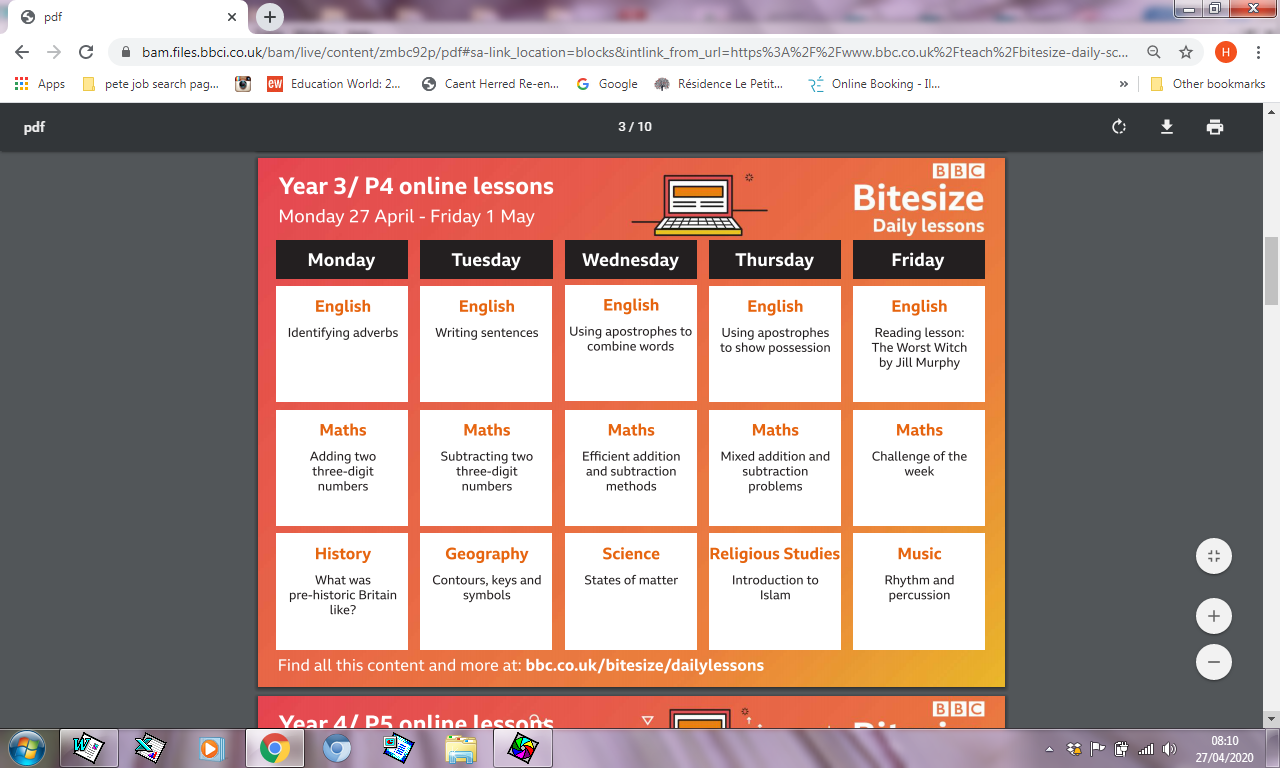 pdf
bam.files.bbci.co.uk/bam/live/content/zmbc92p/pdf#sa-link_location=blocks&intlink_from_url=https%3A%2F%2Fwww.bbc.co.uk%2Fteach%2Fbitesize-daily-sc...
H
Apps
pete job search pag...
ew
Education World: 2...
Caent Herred Re-en...
Google
Résidence Le Petit...
Online Booking - Il...
»
Other bookmarks
pdf
3 / 10
Year 3/ P4 online lessons
Monday 27 April - Friday 1 May
BBC
Bitesize
Daily lessons
Monday
Tuesday
Wednesday
Thursday
Friday
English
Identifying adverbs
English
Writing sentences
English
Using apostrophes to
combine words
English
Using apostrophes
to show possession
English
Reading lesson:
The Worst Witch
by Jill Murphy
Maths
Adding two
three-digit
numbers
Maths
Subtracting two
three-digit
numbers
Maths
Efficient addition
and subtraction
methods
Maths
Mixed addition and
subtraction
problems
Maths
Challenge of the
week
History
What was
pre-historic Britain
like?
Geography
Contours, keys and
symbols
Science
States of matter
Religious Studies
Introduction to
Islam
Music
Rhythm and
percussion
Find all this content and more at: bbc.co.uk/bitesize/dailylessons
Year 4/ P5 online lessons
BBC
Bitesize
08:10
27/04/2020